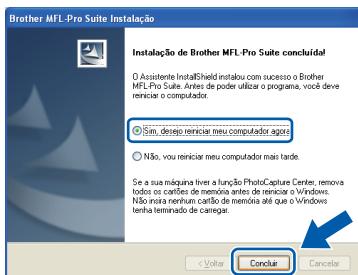 Brother MFL-Pro Suite Instalação
Instalação de Brother MFL-Pro Suite concluída!
O Assistente InstallShield instalou com sucesso o Brother
MFL-Pro Suite. Antes de poder utilizar o programa, você deve
reiniciar o computador.
Sim, desejo reiniciar meu computador agora
Não, vou reiniciar meu computador mais tarde.
Se a sua máquina tiver a função PhotoCapture Center, remova
todos os cartões de memória antes de reiniciar o Windows.
Não insira nenhum cartão de memória até que o Windows
tenha terminado de carregar.
< Voltar
Concluir
Cancelar